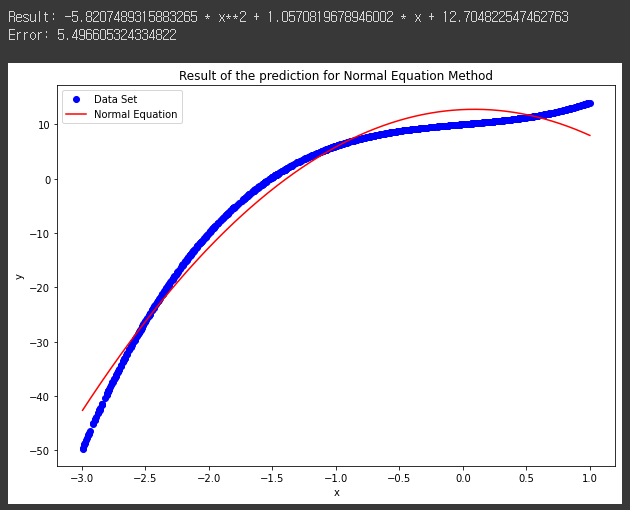 Result: -5.8207489315883265 * x**2 + 1.0570819678946002 * x + 12.704822547462763
Error: 5.496605324334822
Result of the prediction for Normal Equation Method
Data Set
Normal Equation
10
0
−10
−20
−30
−40
−50
y
−3.0 −2.5 −2.0 −1.5 −1.0 −0.5 0.0 0.5 1.0
x